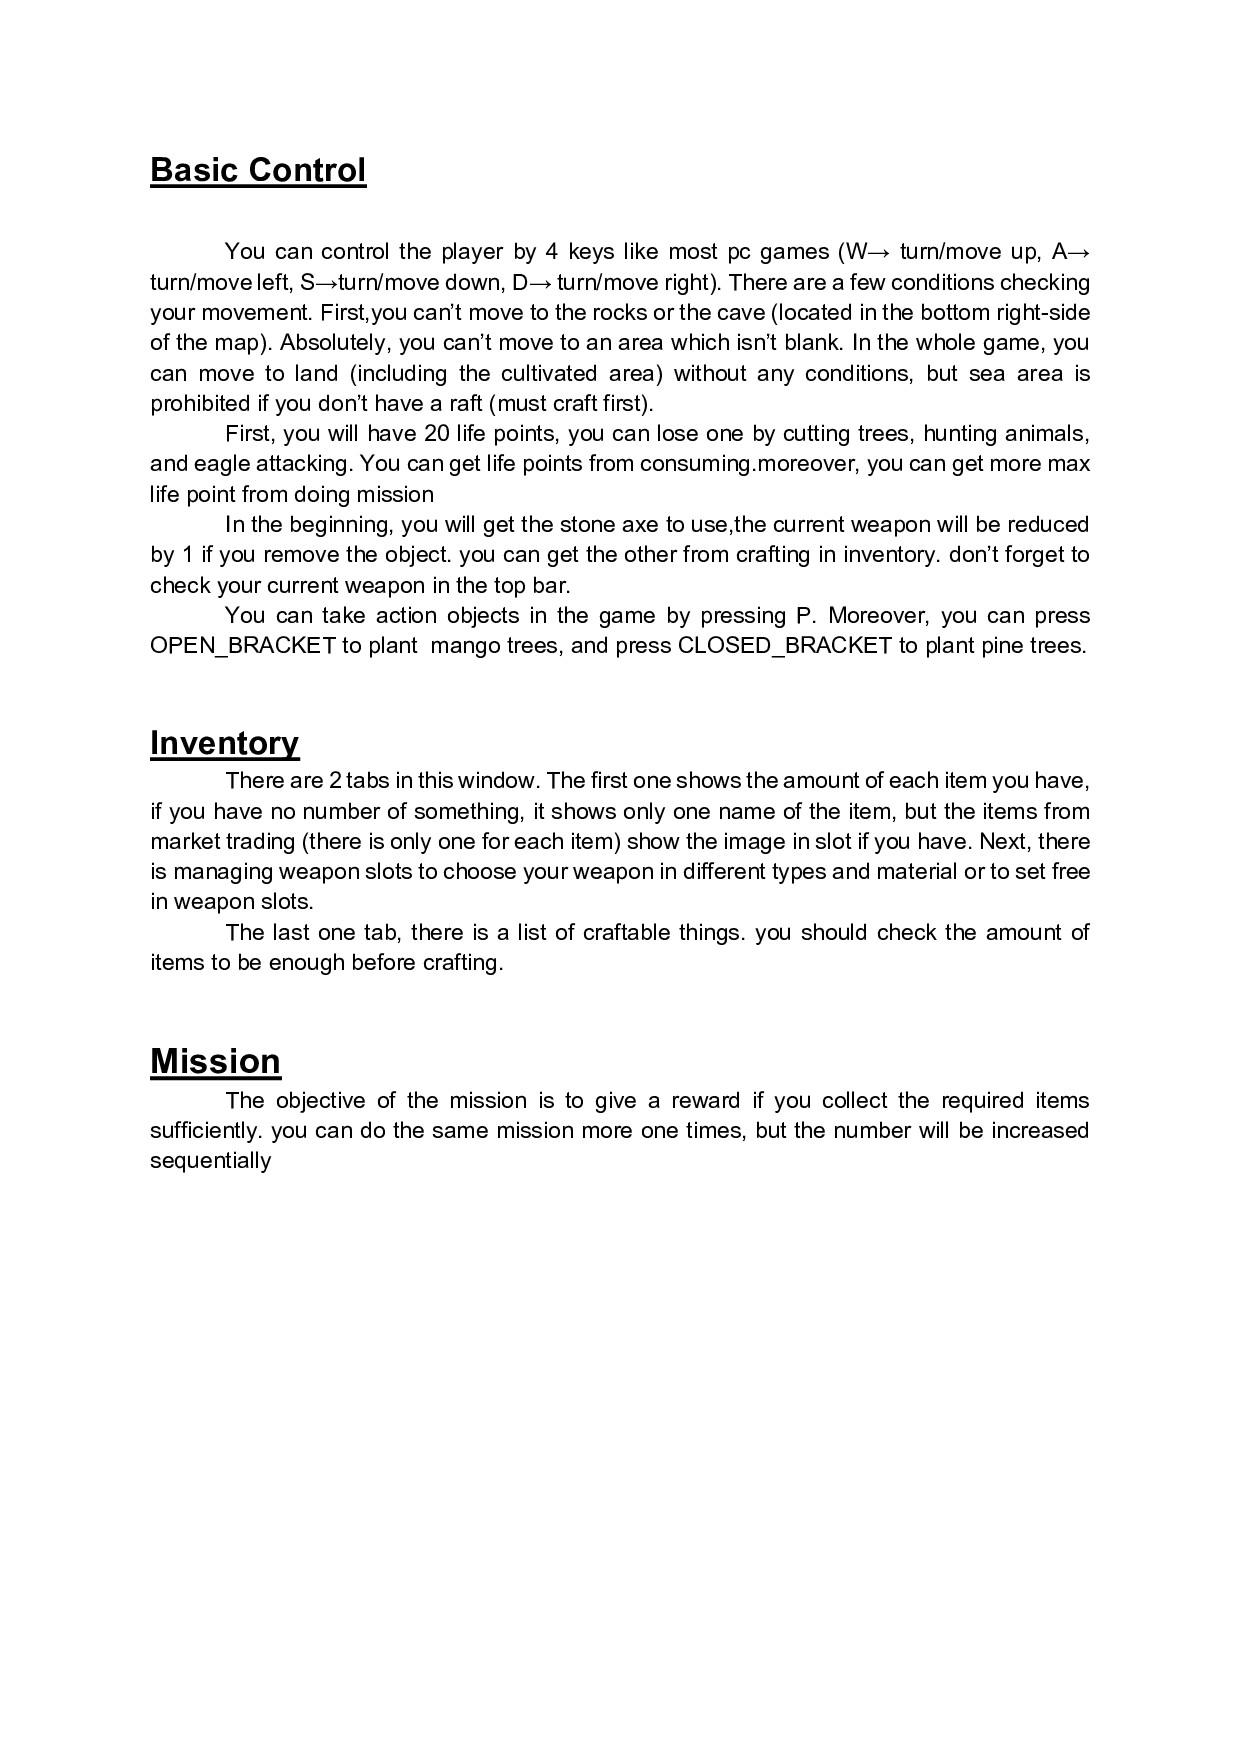 Basic Control
You can control the player by 4 keys like most pc games (W→ turn/move up, A→
turn/move left, S→turn/move down, D→ turn/move right). There are a few conditions checking
your movement. First,you can’t move to the rocks or the cave (located in the bottom right-side
of the map). Absolutely, you can’t move to an area which isn’t blank. In the whole game, you
can move to land (including the cultivated area) without any conditions, but sea area is
prohibited if you don’t have a raft (must craft first).
First, you will have 20 life points, you can lose one by cutting trees, hunting animals,
and eagle attacking. You can get life points from consuming.moreover, you can get more max
life point from doing mission
In the beginning, you will get the stone axe to use,the current weapon will be reduced
by 1 if you remove the object. you can get the other from crafting in inventory. don’t forget to
check your current weapon in the top bar.
You can take action objects in the game by pressing P. Moreover, you can press
OPEN_BRACKET to plant  mango trees, and press CLOSED_BRACKET to plant pine trees.
Inventory
There are 2 tabs in this window. The first one shows the amount of each item you have,
if you have no number of something, it shows only one name of the item, but the items from
market trading (there is only one for each item) show the image in slot if you have. Next, there
is managing weapon slots to choose your weapon in different types and material or to set free
in weapon slots.
The last one tab, there is a list of craftable things. you should check the amount of
items to be enough before crafting.
Mission
The objective of the mission is to give a reward if you collect the required items
sufficiently. you can do the same mission more one times, but the number will be increased
sequentially